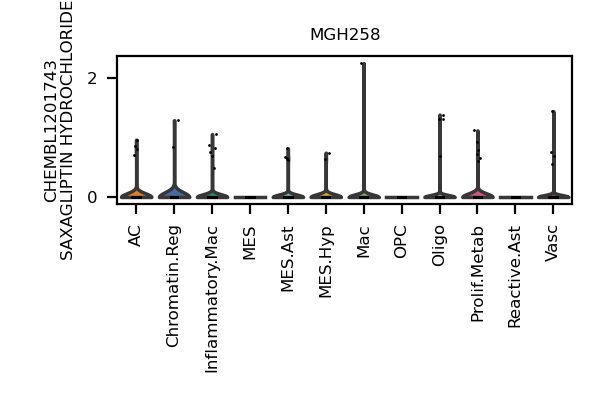 MGH258
CHEMBL1201743
SAXAGLIPTIN HYDROCHLORIDE
2
0
AC
Chromatin.Reg
Inflammatory.Mac
MES
MES.Ast
MES.Hyp
Mac
OPC
Oligo
Prolif.Metab
Reactive.Ast
Vasc